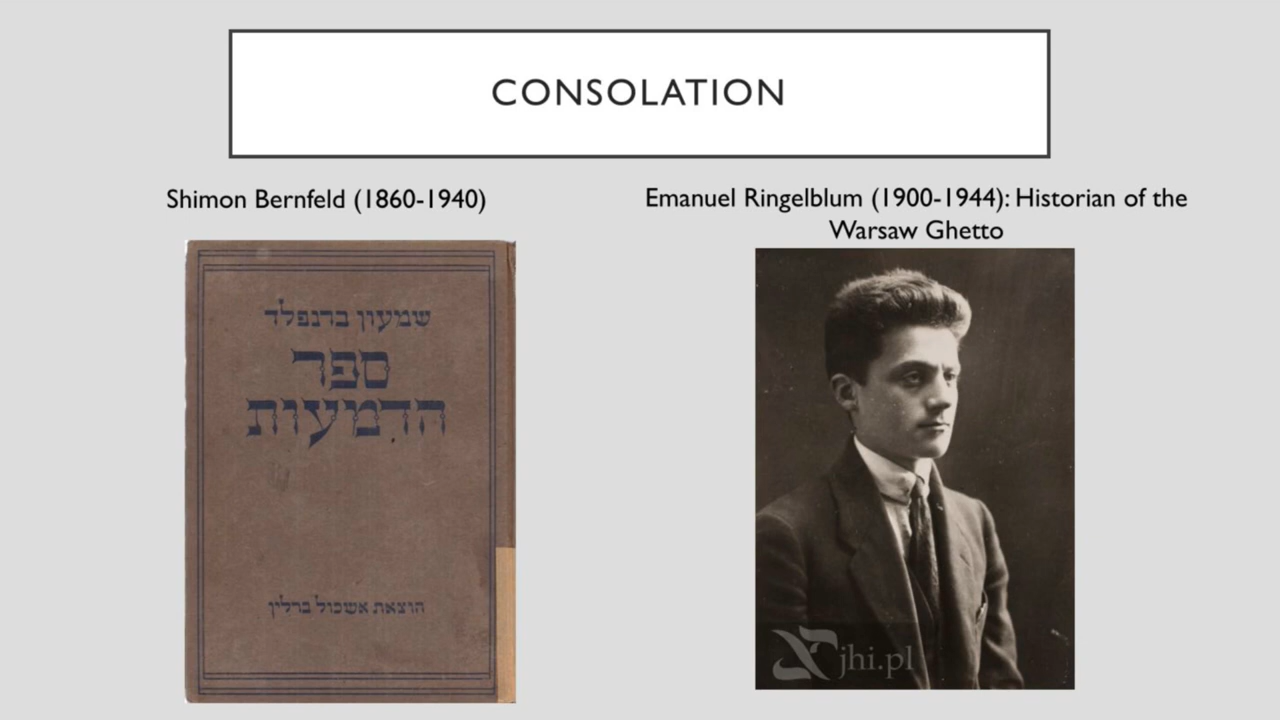 CONSOLATION
Shimon Bernfeld (1860-1940)
Emanuel Ringelblum (1900-1944): Historian of the
Warsaw Ghetto
שמעון ברנפלד
ספר
הדמעות
הוצאת אשכול ברלין
jhi.pl